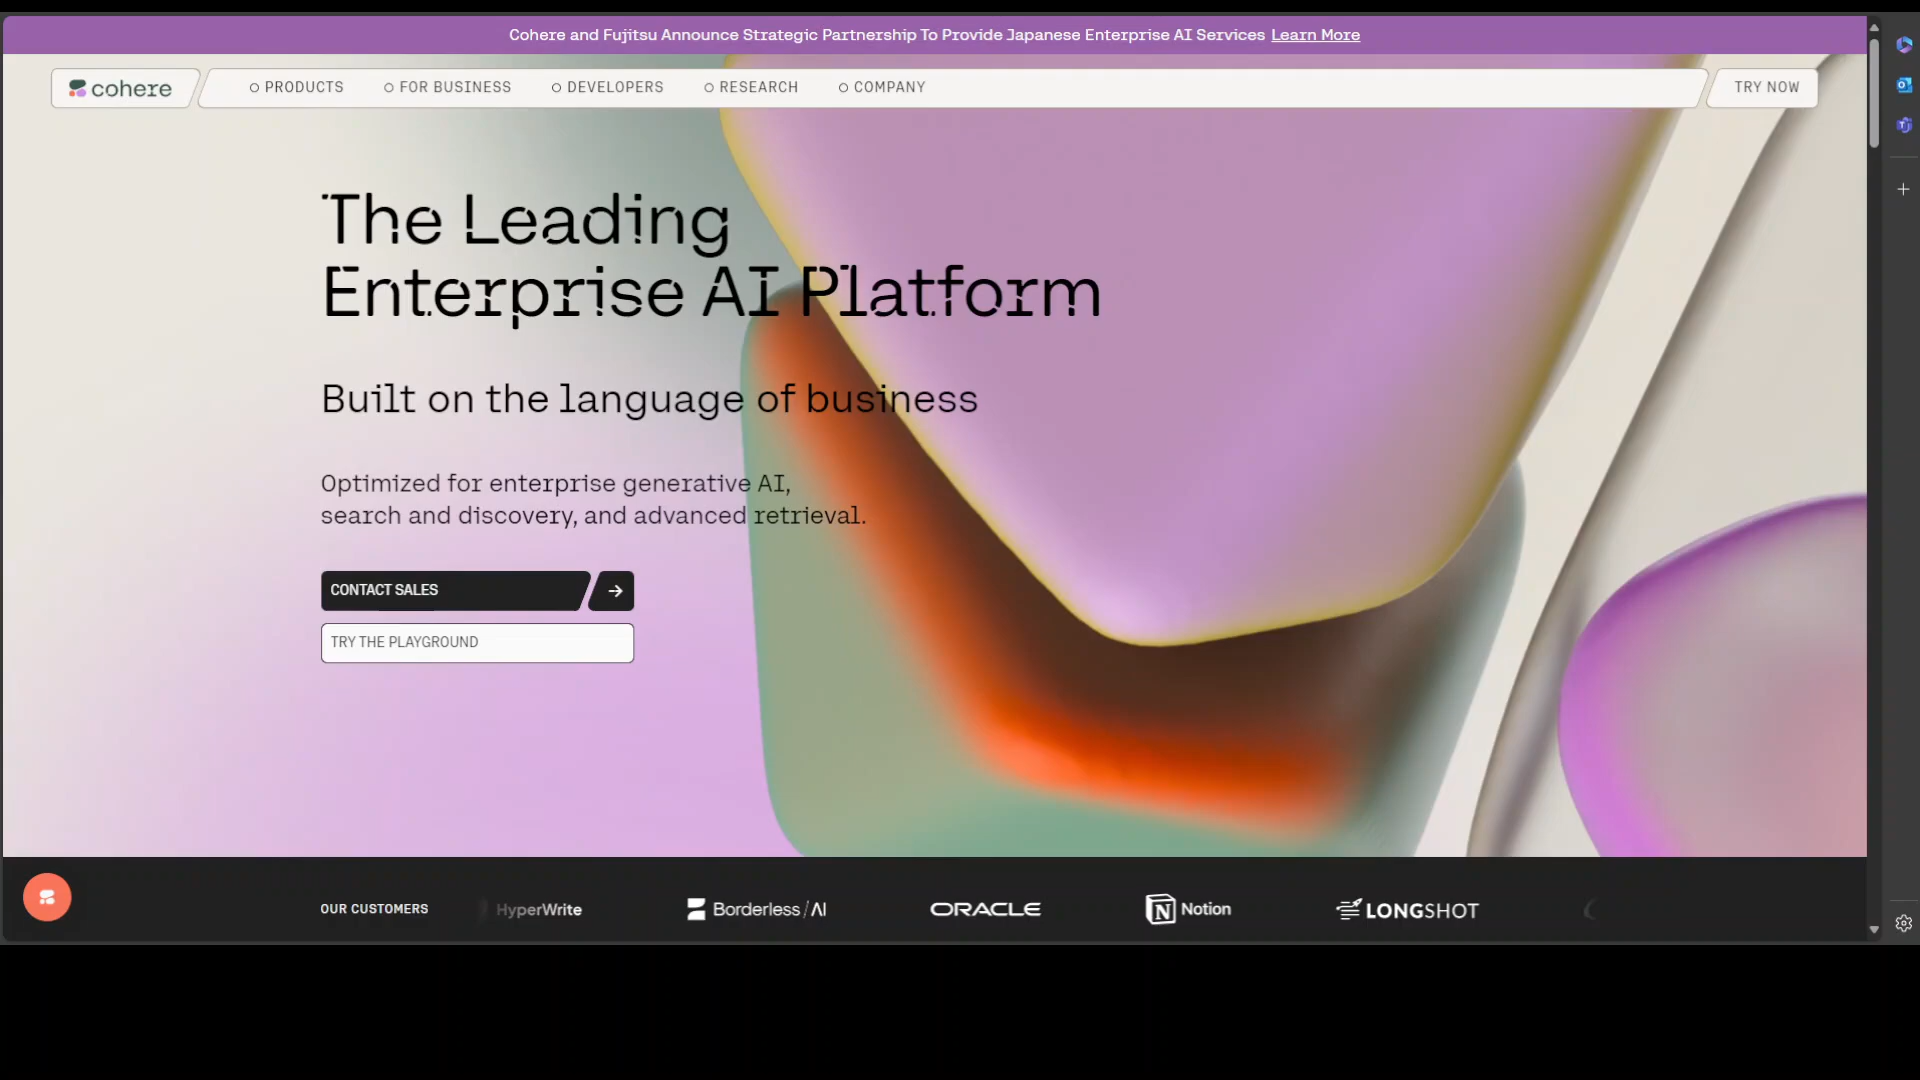 Cohere and Fujitsu Announce Strategic Partnership To Provide Japanese Enterprise AI Services Learn More
cohere
PRODUCTS
FOR BUSINESS
DEVELOPERS
RESEARCH
COMPANY
TRY NOW
The Leading
Enterprise AI Platform
Built on the language of business
Optimized for enterprise generative AI,
search and discovery, and advanced retrieval.
CONTACT SALES
TRY THE PLAYGROUND
OUR CUSTOMERS
HyperWrite
Borderless/AI
ORACLE
Notion
LONGSHOT